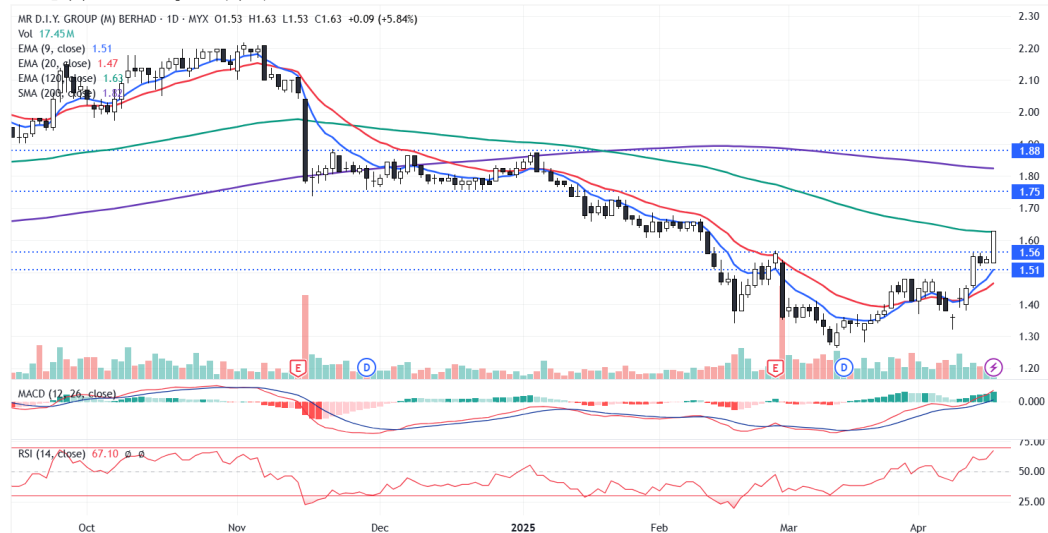 MR D.I.Y. GROUP (M) BERHAD · 1D · MYX O1.53 H1.63 L1.53 C1.63 +0.09 (+5.84%)
Vol 17.45M
EMA (9, close) 1.51
EMA (20, close) 1.47
EMA (120, close) 1.63
SMA (200, close) 1.82
2.30
2.20
2.10
2.00
1.88
1.80
1.75
1.70
1.60
1.56
1.51
1.40
1.30
1.20
E
D
E
D
MACD (12, 26, close)
0.000
75.00
RSI (14, close) 67.10 ø ø
50.00
25.00
Oct Nov Dec 2025 Feb Mar Apr